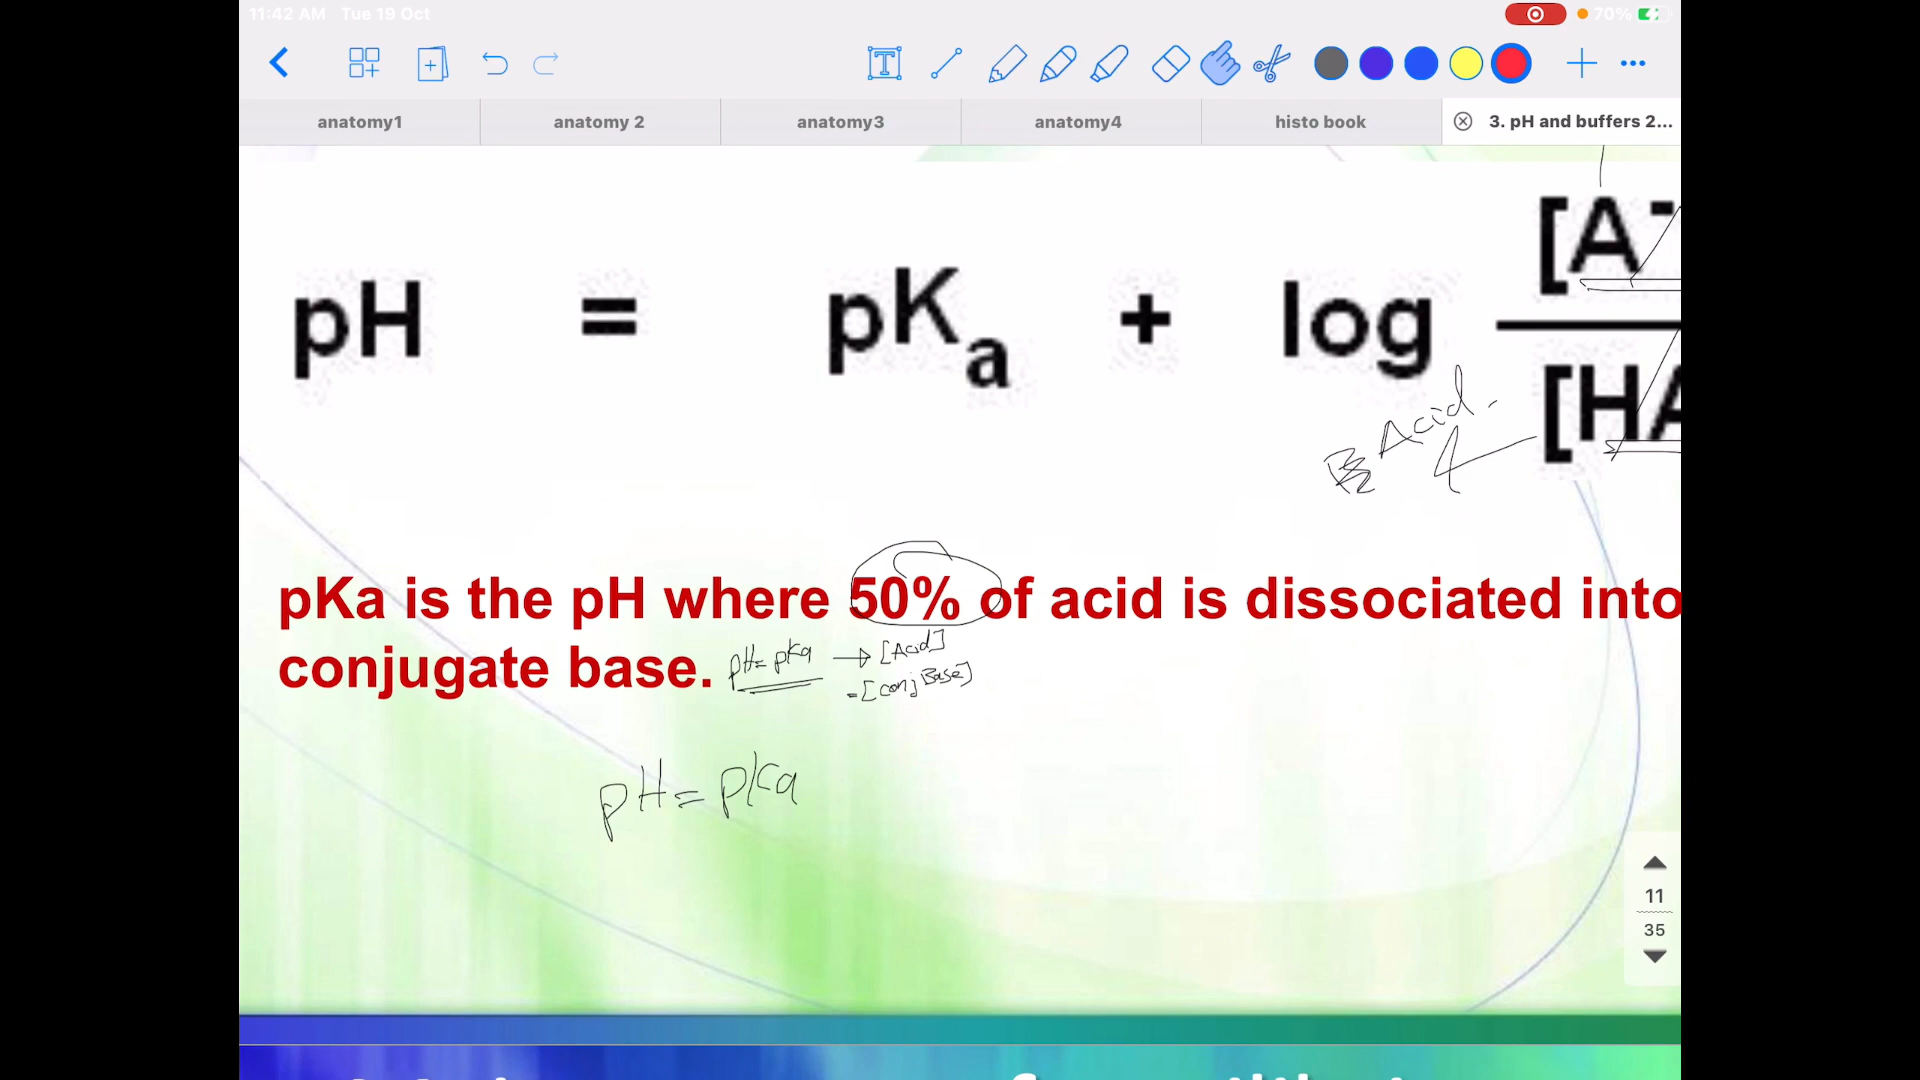 11:42 AM Tue 19 Oct
70%
T
anatomy1
anatomy 2
anatomy3
anatomy4
histo book
3. pH and buffers 2...
pH = pKa + log [A-
[HA
Acid.
pKa is the pH where 50% of acid is dissociated into
conjugate base.
pH= pKa → [Acid]
=[conj Base]
pH= pKa
11
35